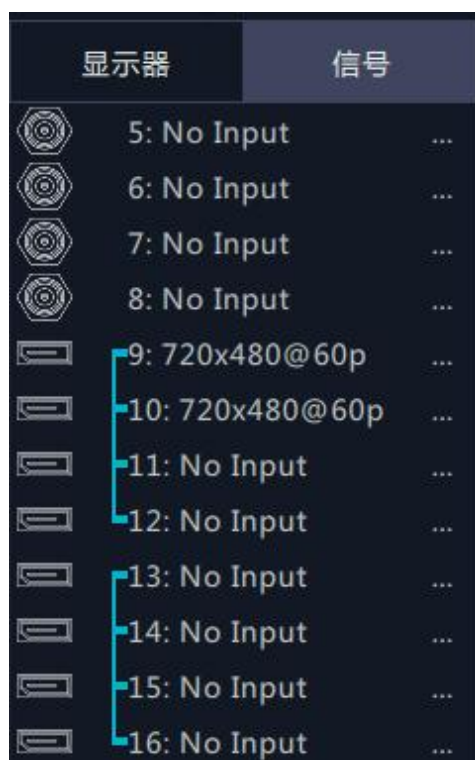 显示器 信号
5: No Input ...
6: No Input ...
7: No Input ...
8: No Input ...
9: 720x480@60p ...
10: 720x480@60p ...
11: No Input ...
12: No Input ...
13: No Input ...
14: No Input ...
15: No Input ...
16: No Input ...